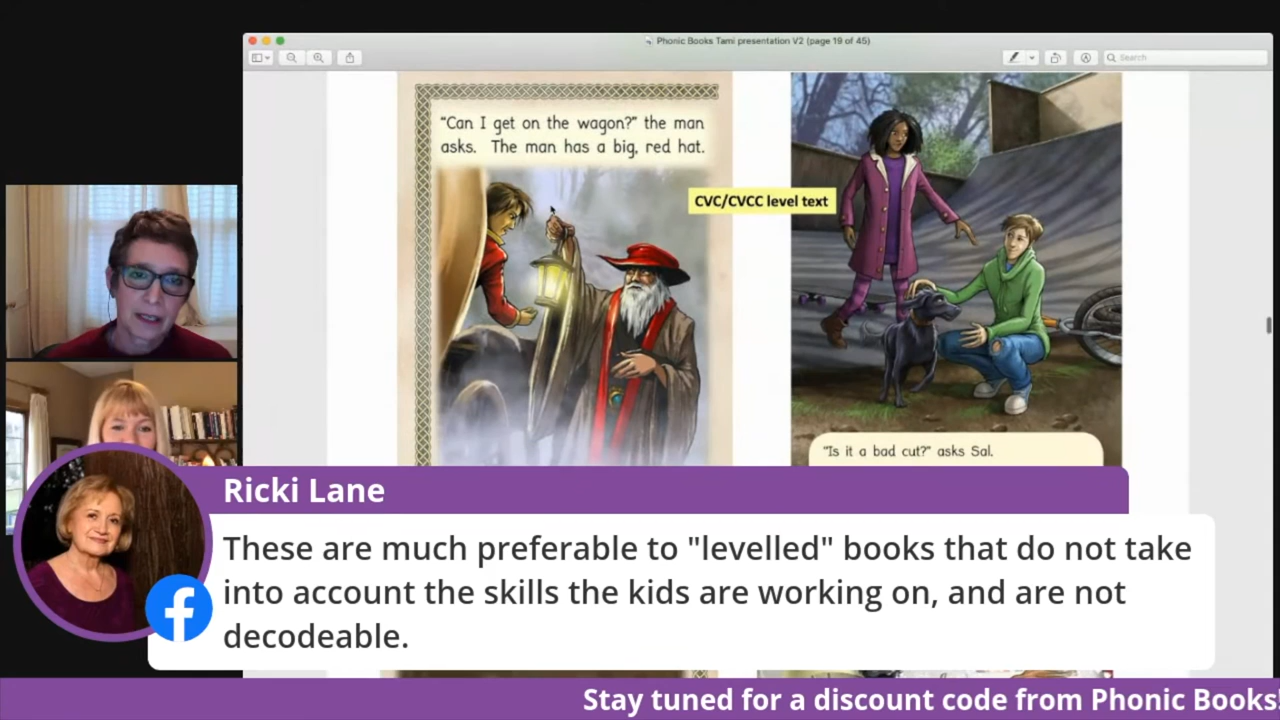 Phonic Books Tami presentation V2 (page 19 of 45)
Search
"Can I get on the wagon?" the man
asks. The man has a big, red hat.
CVC/CVCC level text
"Is it a bad cut?" asks Sal.
Ricki Lane
These are much preferable to "levelled" books that do not take
into account the skills the kids are working on, and are not
decodeable.
Stay tuned for a discount code from Phonic Books